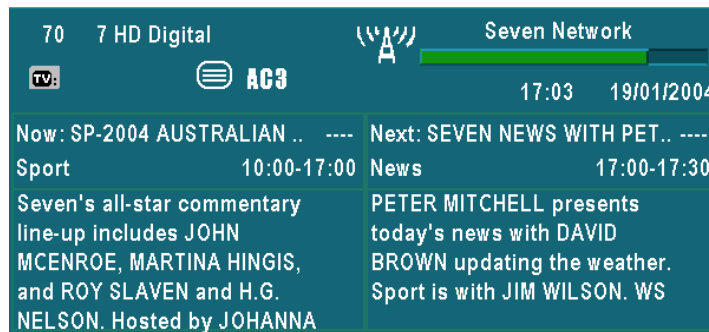 70 7 HD Digital
Seven Network
TV:
AC3
17:03 19/01/2004
Now: SP-2004 AUSTRALIAN .. ----
Sport 10:00-17:00
Seven's all-star commentary
line-up includes JOHN
MCENROE, MARTINA HINGIS,
and ROY SLAVEN and H.G.
NELSON. Hosted by JOHANNA
Next: SEVEN NEWS WITH PET.. ----
News 17:00-17:30
PETER MITCHELL presents
today's news with DAVID
BROWN updating the weather.
Sport is with JIM WILSON. WS